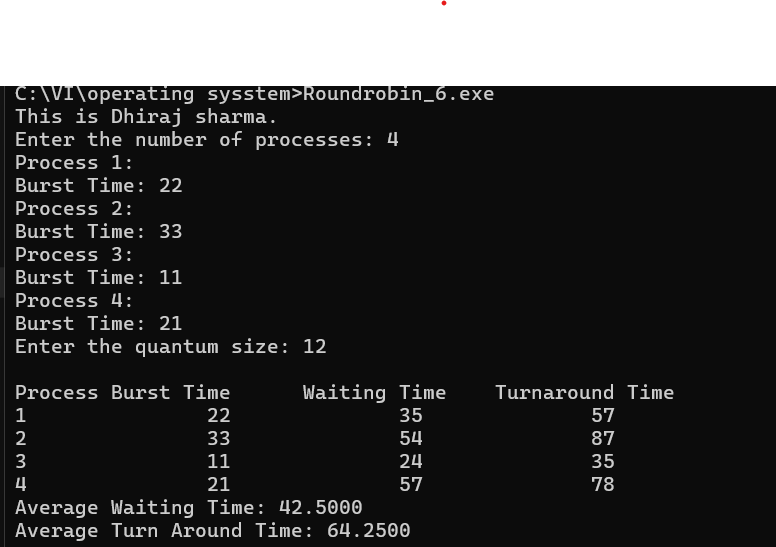 C:\VI\operating sysstem>Roundrobin_6.exe
This is Dhiraj sharma.
Enter the number of processes: 4
Process 1:
Burst Time: 22
Process 2:
Burst Time: 33
Process 3:
Burst Time: 11
Process 4:
Burst Time: 21
Enter the quantum size: 12
Process Burst Time Waiting Time Turnaround Time
1 22 35 57
2 33 54 87
3 11 24 35
4 21 57 78
Average Waiting Time: 42.5000
Average Turn Around Time: 64.2500